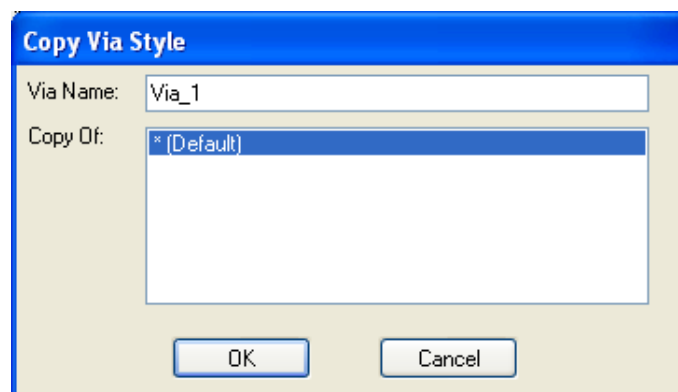 Copy Via Style
Via Name: Via_1
Copy Of: * (Default)
OK Cancel